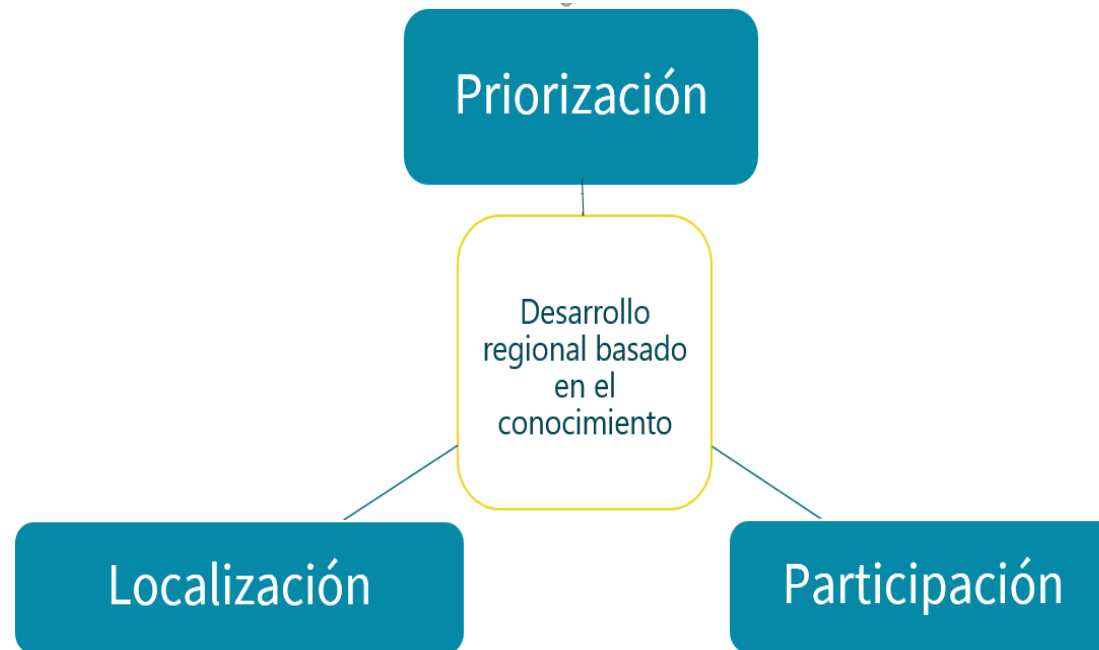 Priorización
Desarrollo
regional basado
en el
conocimiento
Localización
Participación